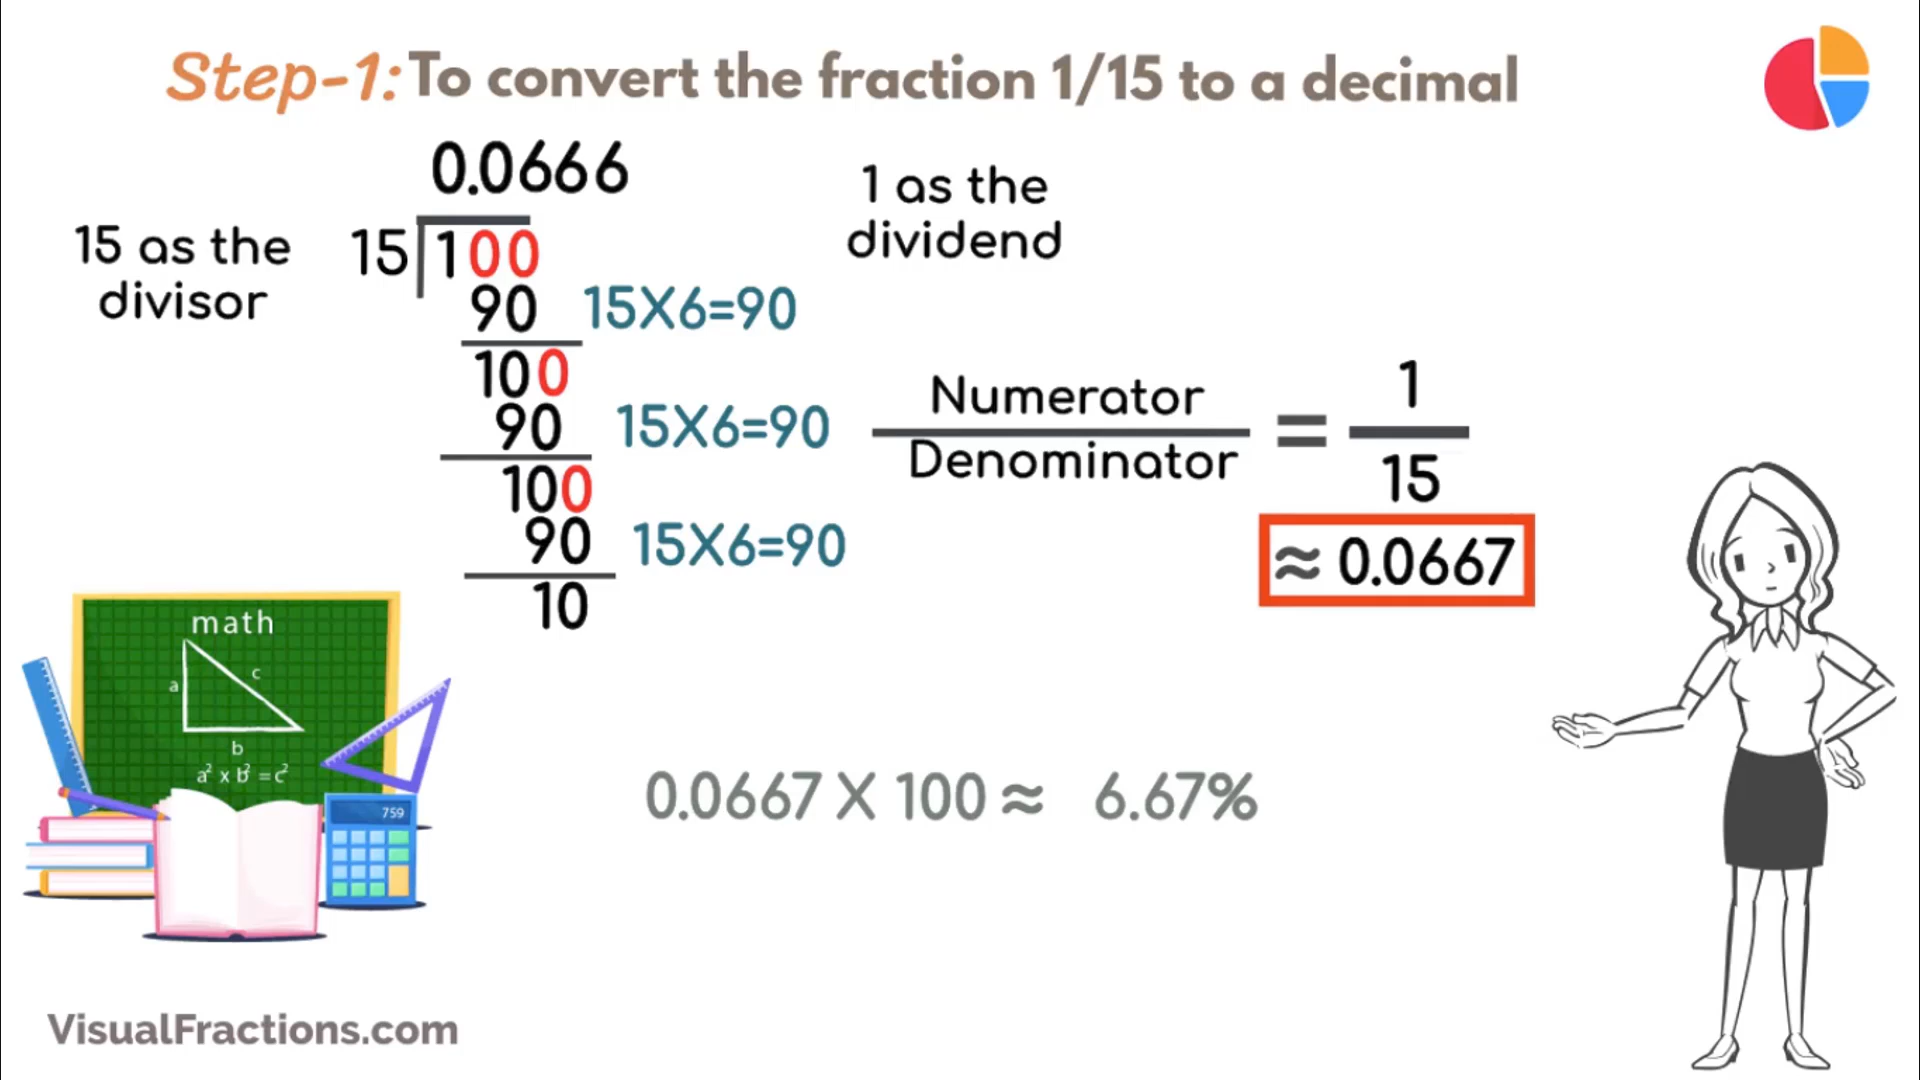 Step-1: To convert the fraction 1/15 to a decimal
0.0666
1 as the
dividend
15 as the
divisor
15 100
90 15X6=90
100
90 15X6=90
100
90 15X6=90
10
Numerator
Denominator
=
1
15
≈ 0.0667
math
a
c
b
a² x b² = c²
759
0.0667 X 100 ≈ 6.67%
VisualFractions.com